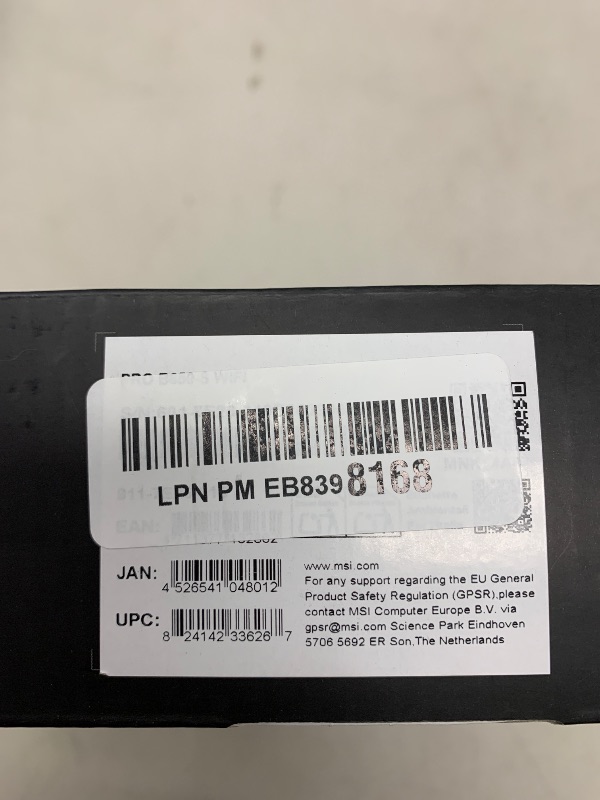 LPN PM EB8398168
EAN:
JAN:
4 526541 048012
UPC:
8 24142 33626 7
www.msi.com
For any support regarding the EU General
Product Safety Regulation (GPSR),please
contact MSI Computer Europe B.V. via
gpsr@msi.com Science Park Eindhoven
5706 5692 ER Son,The Netherlands